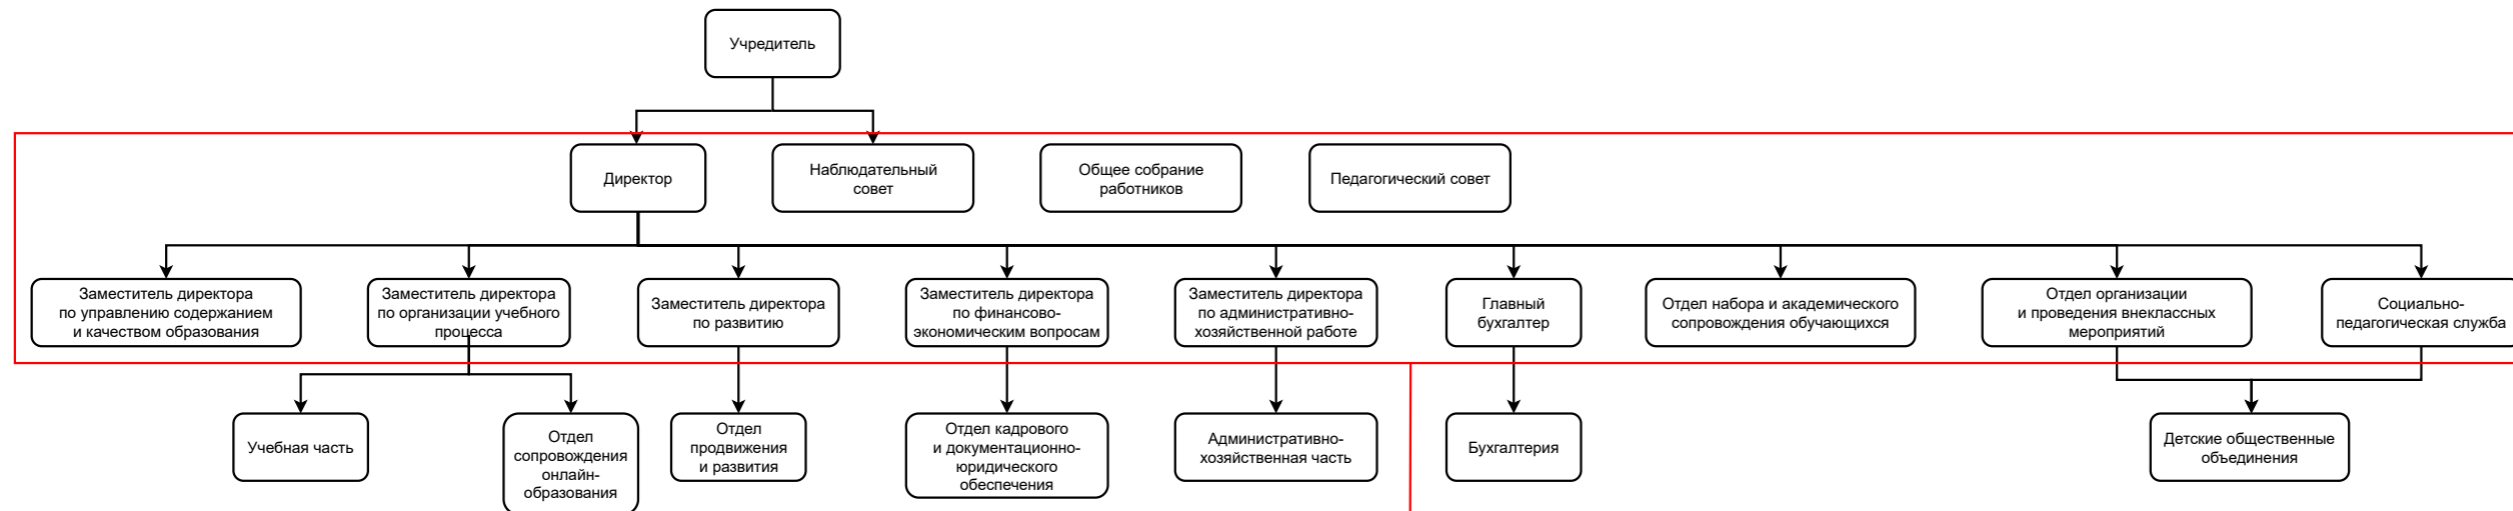 Учредитель
Директор
Наблюдательный
совет
Общее собрание
работников
Педагогический совет
Заместитель директора
по управлению содержанием
и качеством образования
Заместитель директора
по организации учебного
процесса
Заместитель директора
по развитию
Заместитель директора
по финансово-
экономическим вопросам
Заместитель директора
по административно-
хозяйственной работе
Главный
бухгалтер
Отдел набора и академического
сопровождения обучающихся
Отдел организации
и проведения внеклассных
мероприятий
Социально-
педагогическая служба
Учебная часть
Отдел
сопровождения
онлайн-
образования
Отдел
продвижения
и развития
Отдел кадрового
и документационно-
юридического
обеспечения
Административно-
хозяйственная часть
Бухгалтерия
Детские общественные
объединения